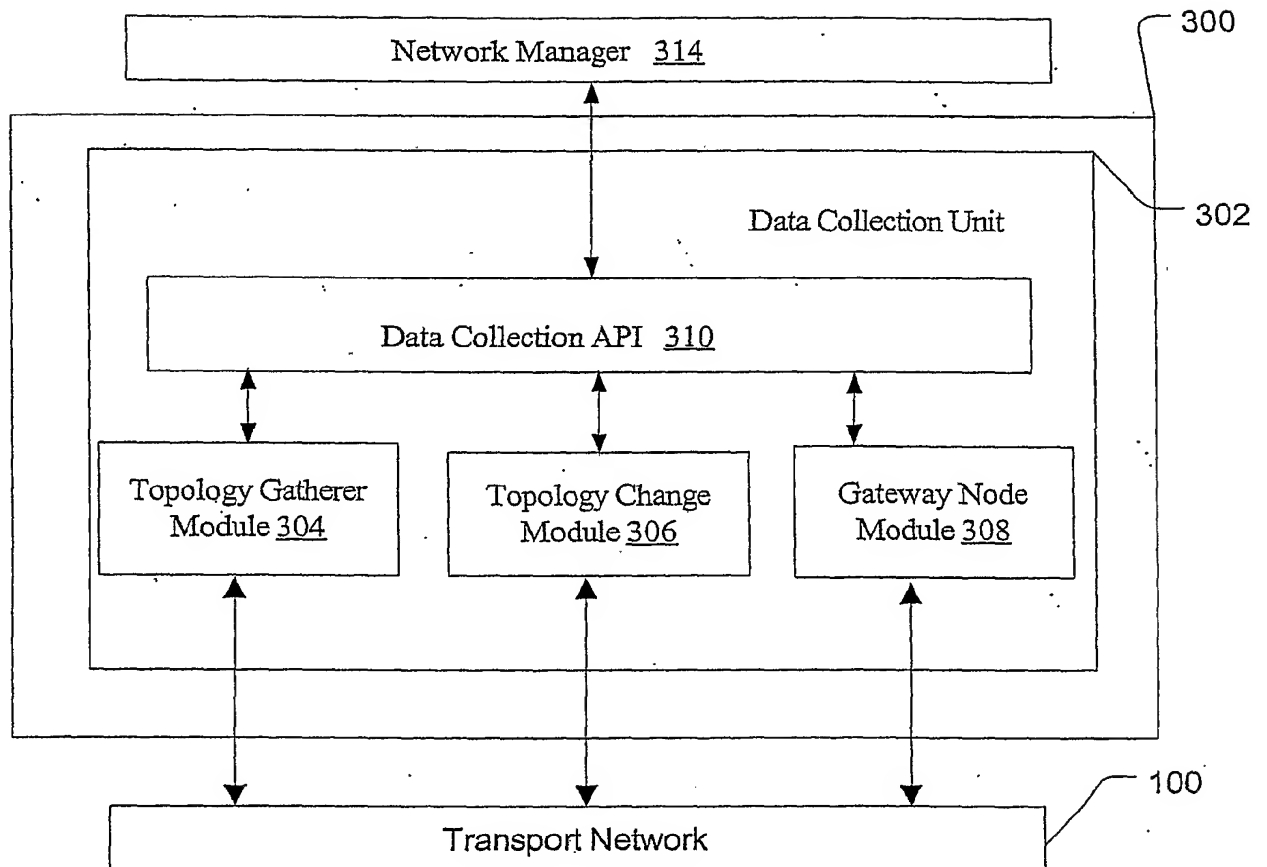 300
Network Manager 314
302
Data Collection Unit
Data Collection API 310
Topology Gatherer
Module 304
Topology Change
Module 306
Gateway Node
Module 308
100
Transport Network